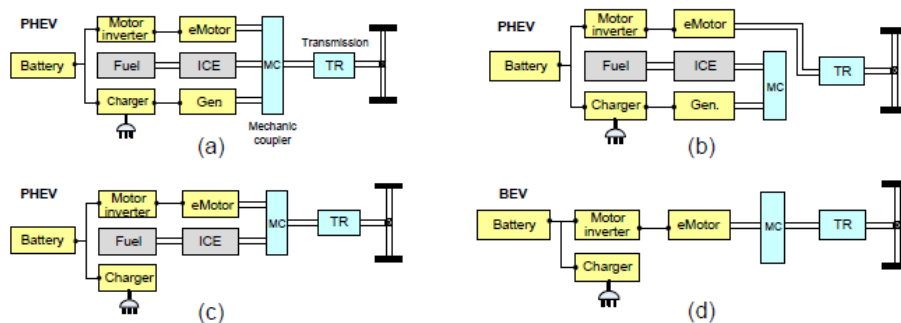 PHEV
Motor
inverter
eMotor
Transmission
Battery
Fuel
ICE
MC
TR
Charger
Gen
Mechanic
coupler
(a)
PHEV
Motor
inverter
eMotor
Battery
Fuel
ICE
MC
TR
Charger
Gen.
(b)
PHEV
Motor
inverter
eMotor
MC
TR
Battery
Fuel
ICE
Charger
(c)
BEV
Battery
Motor
inverter
eMotor
MC
TR
Charger
(d)